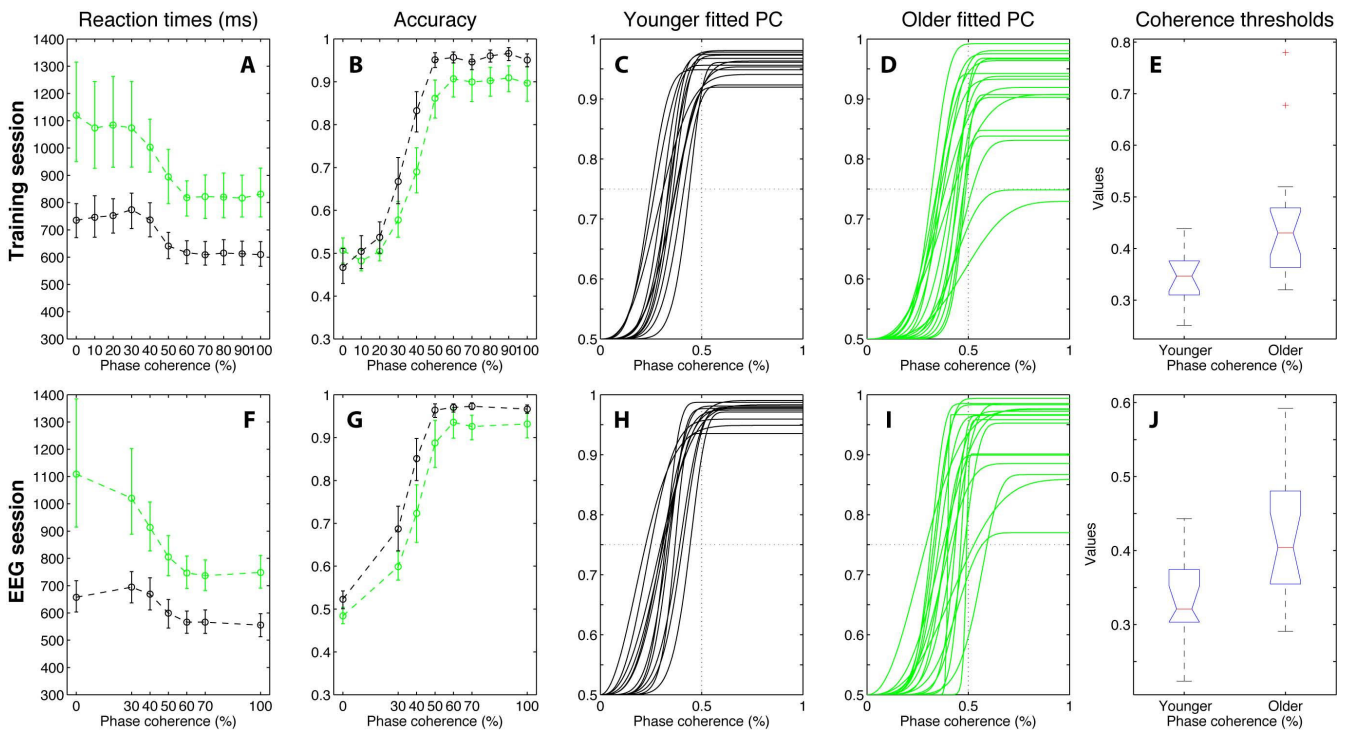 Reaction times (ms) Accuracy Younger fitted PC Older fitted PC Coherence thresholds
Training session
A
1400
1300
1200
1100
1000
900
800
700
600
500
400
300
0 10 20 30 40 50 60 70 80 90 100
Phase coherence (%)
B
1
0.9
0.8
0.7
0.6
0.5
0.4
0.3
0 10 20 30 40 50 60 70 80 90 100
Phase coherence (%)
C
1
0.9
0.8
0.7
0.6
0.5
0 0.5 1
Phase coherence (%)
D
1
0.9
0.8
0.7
0.6
0.5
0 0.5 1
Phase coherence (%)
E
Values
0.8
0.7
0.6
0.5
0.4
0.3
Younger Older
Phase coherence (%)
EEG session
F
1400
1300
1200
1100
1000
900
800
700
600
500
400
300
0 30 40 50 60 70 100
Phase coherence (%)
G
1
0.9
0.8
0.7
0.6
0.5
0.4
0.3
0 30 40 50 60 70 100
Phase coherence (%)
H
1
0.9
0.8
0.7
0.6
0.5
0 0.5 1
Phase coherence (%)
I
1
0.9
0.8
0.7
0.6
0.5
0 0.5 1
Phase coherence (%)
J
Values
0.6
0.5
0.4
0.3
Younger Older
Phase coherence (%)